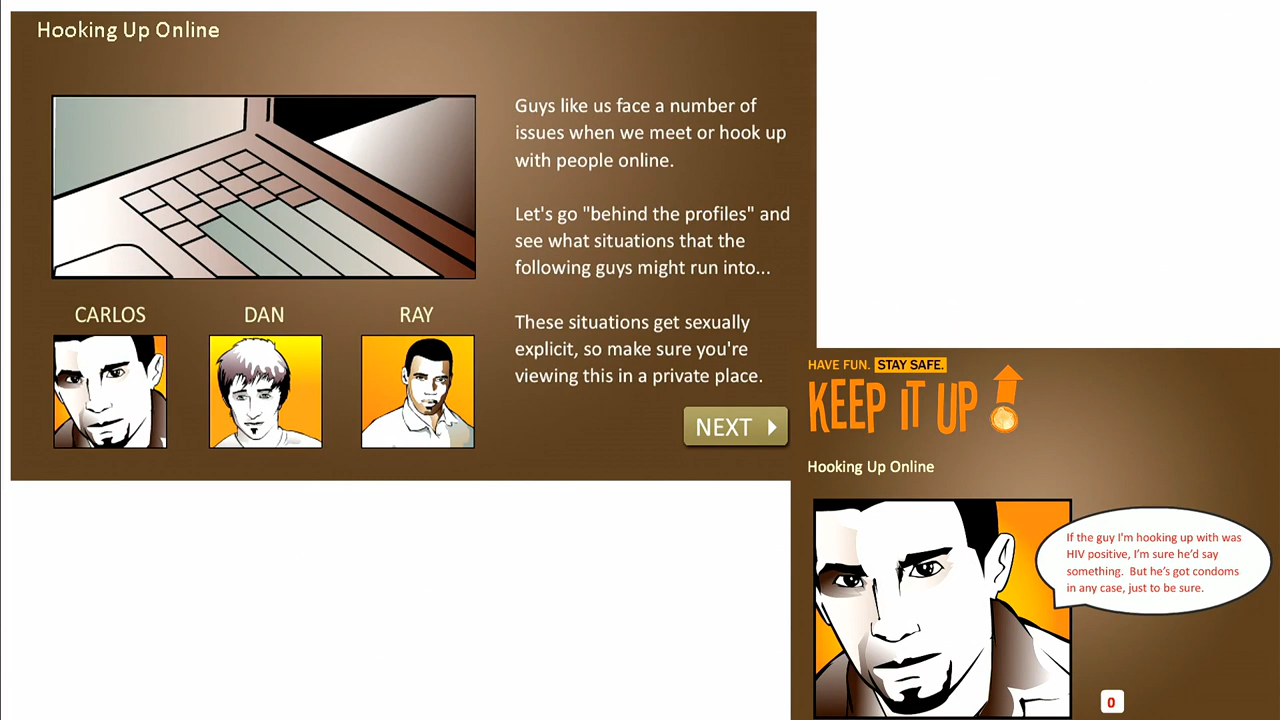 Hooking Up Online
Guys like us face a number of
issues when we meet or hook up
with people online.
Let's go "behind the profiles" and
see what situations that the
following guys might run into...
These situations get sexually
explicit, so make sure you're
viewing this in a private place.
CARLOS
DAN
RAY
NEXT
HAVE FUN. STAY SAFE.
KEEP IT UP
Hooking Up Online
If the guy I'm hooking up with was
HIV positive, I'm sure he'd say
something. But he's got condoms
in any case, just to be sure.
0